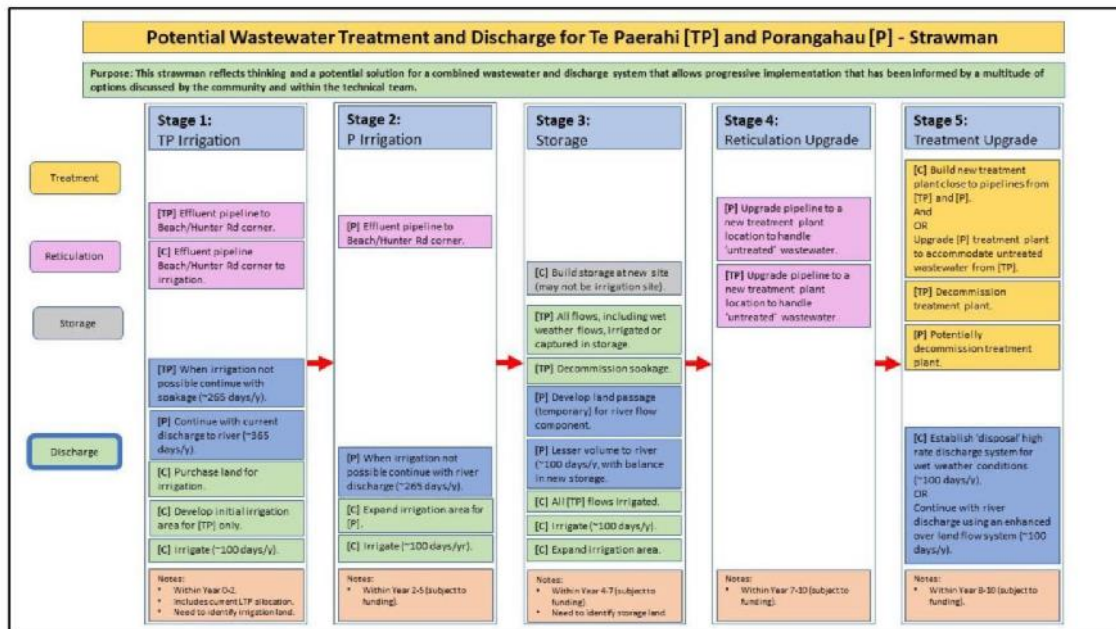 Potential Wastewater Treatment and Discharge for Te Paerahi [TP] and Porangahau [P] - Strawman
Purpose: This strawman reflects thinking and a potential solution for a combined wastewater and discharge system that allows progressive implementation that has been informed by a multitude of
options discussed by the community and within the technical team.
Treatment
Reticulation
Storage
Discharge
Stage 1:
TP Irrigation
[TP] Effluent pipeline to
Beach/Hunter Rd corner.
[C] Effluent pipeline
Beach/Hunter Rd corner to
irrigation.
[TP] When irrigation not
possible continue with
soakage (~265 days/y).
[P] Continue with current
discharge to river (~365
days/y).
[C] Purchase land for
irrigation.
[C] Develop initial irrigation
area for [TP] only.
[C] Irrigate (~100 days/y).
Notes:
• Within Year 0-2.
• Includes current LTP allocation.
• Need to identify irrigation land.
Stage 2:
P Irrigation
[P] Effluent pipeline to
Beach/Hunter Rd corner.
[P] When irrigation not
possible continue with river
discharge (~265 days/y).
[C] Expand irrigation area for
[P].
[C] Irrigate (~100 days/yr).
Notes:
• Within Year 2-5 (subject to
funding).
Stage 3:
Storage
[C] Build storage at new site
(may not be irrigation site).
[TP] All flows, including wet
weather flows, irrigated or
captured in storage.
[TP] Decommission soakage.
[P] Develop land passage
(temporary) for river flow
component.
[P] Lesser volume to river
(~100 days/y, with balance
in new storage.
[C] All [TP] flows irrigated.
[C] Irrigate (~100 days/y).
[C] Expand irrigation area.
Notes:
• Within Year 4-7 (subject to
funding).
• Need to identify storage land.
Stage 4:
Reticulation Upgrade
[P] Upgrade pipeline to a
new treatment plant
location to handle
'untreated' wastewater.
[TP] Upgrade pipeline to a
new treatment plant
location to handle
'untreated' wastewater.
Notes:
• Within Year 7-10 (subject to
funding).
Stage 5:
Treatment Upgrade
[C] Build new treatment
plant close to pipelines from
[TP] and [P].
And
OR
Upgrade [P] treatment plant
to accommodate untreated
wastewater from [TP].
[TP] Decommission
treatment plant.
[P] Potentially
decommission treatment
plant.
[C] Establish 'disposal' high
rate discharge system for
wet weather conditions
(~100 days/y).
OR
Continue with river
discharge using an enhanced
over land flow system (~100
days/y).
Notes:
• Within Year 8-10 (subject to
funding).